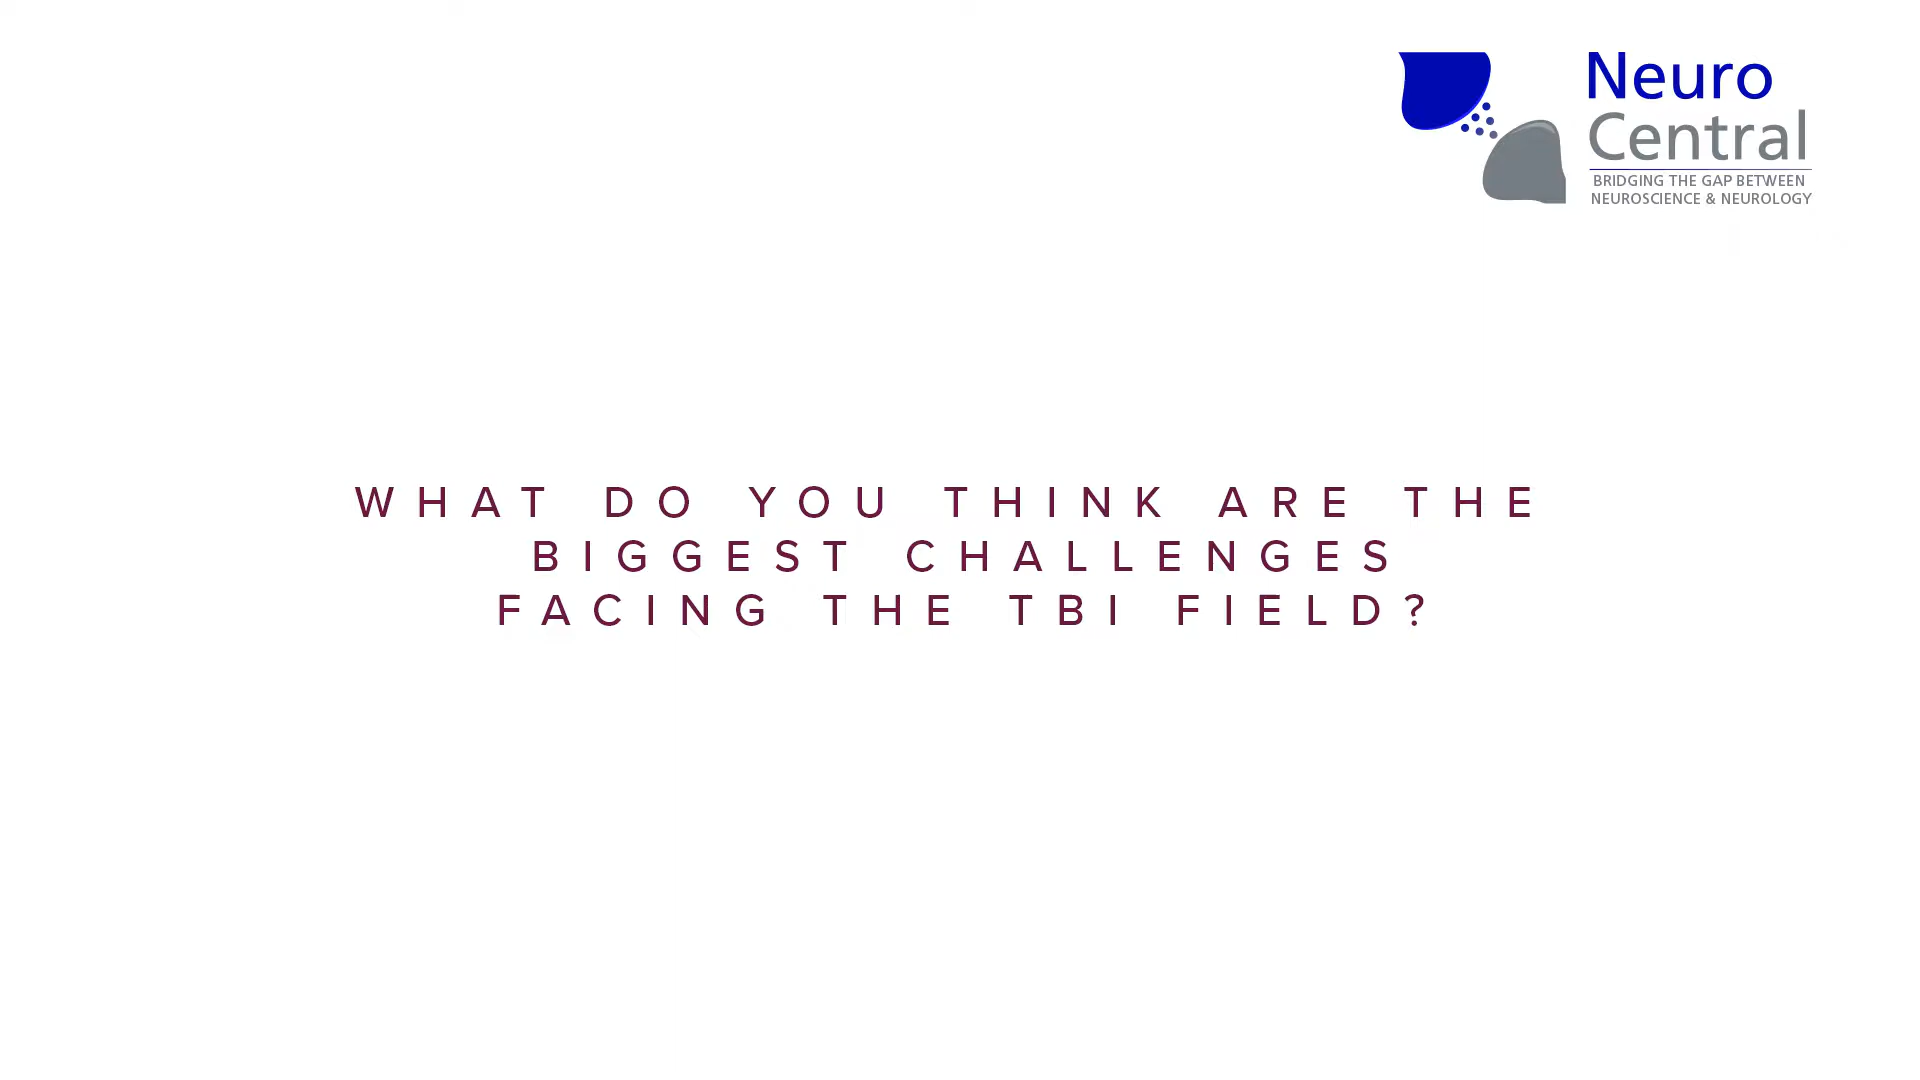 Neuro
Central
BRIDGING THE GAP BETWEEN
NEUROSCIENCE & NEUROLOGY
WHAT DO YOU THINK ARE THE
BIGGEST CHALLENGES
FACING THE TBI FIELD?